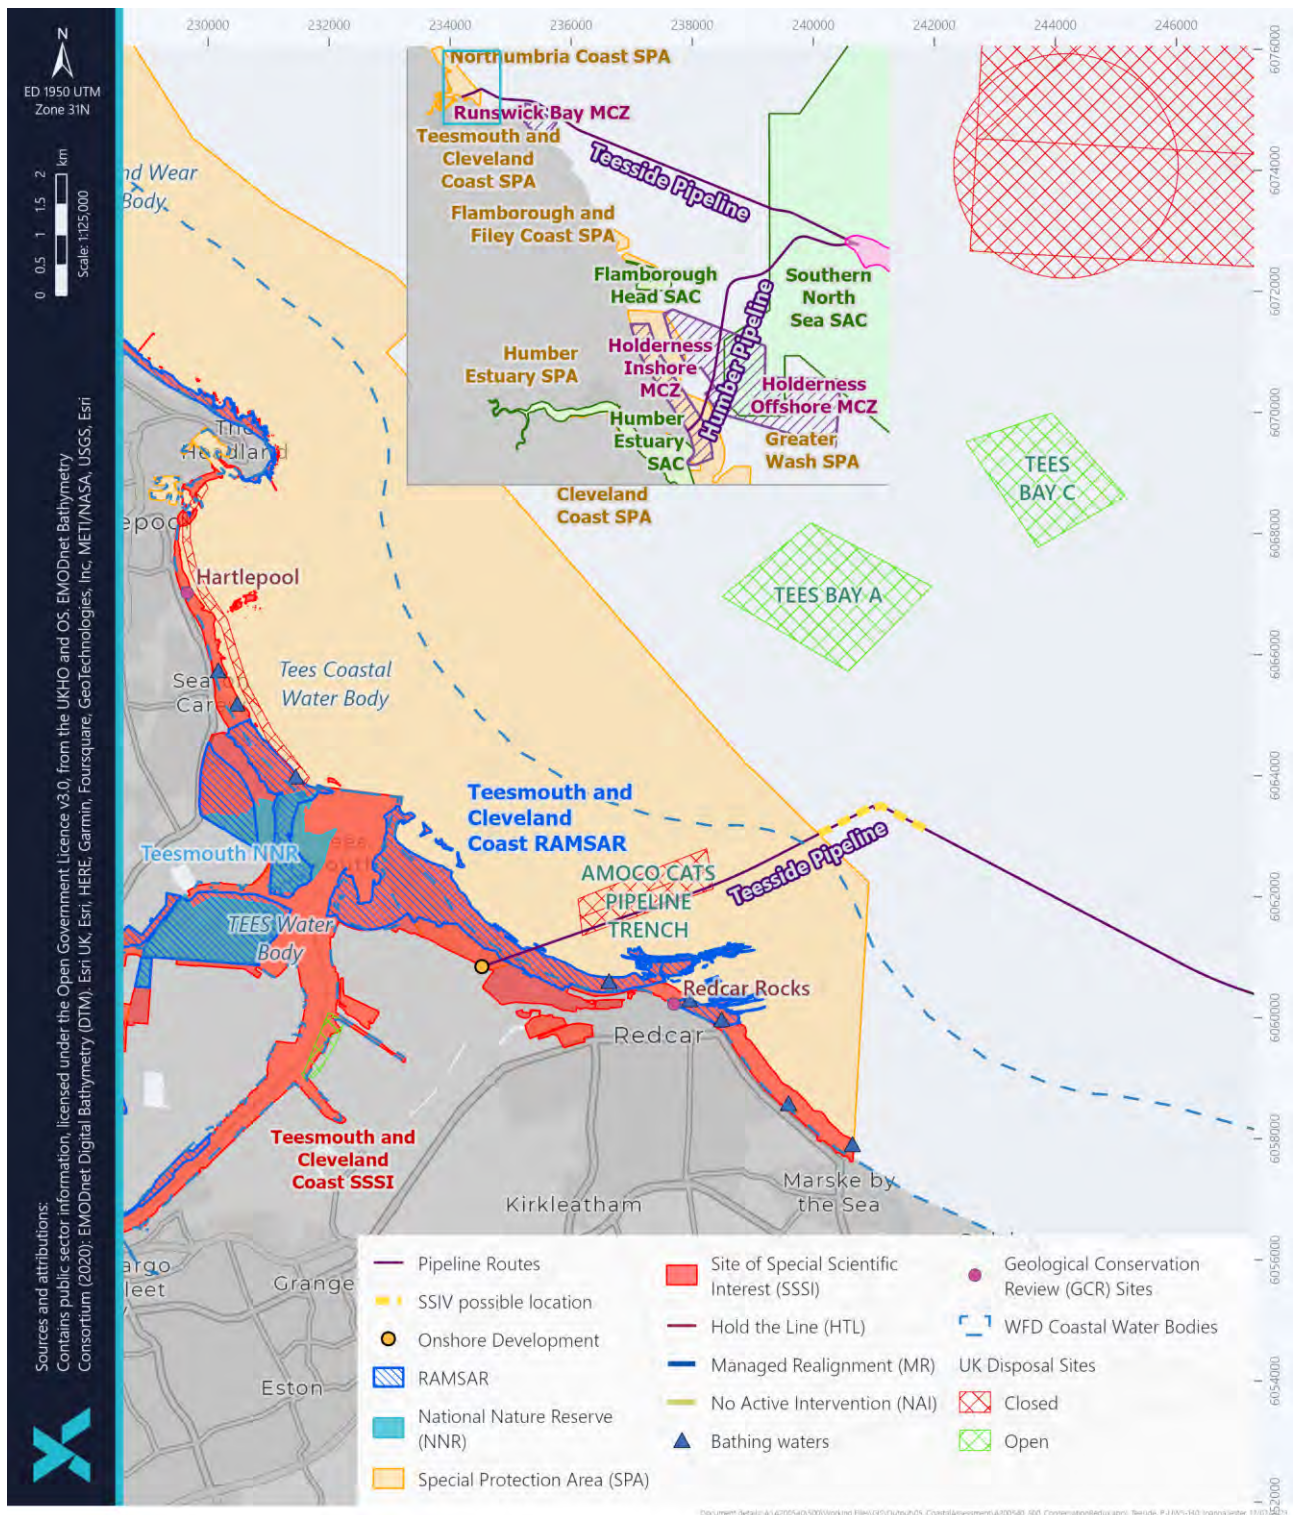 230000
232000
234000
236000
238000
240000
242000
244000
246000
N
ED 1950 UTM
Zone 31N
0 0.5 1 1.5 2
km
Scale: 1:125,000
Sources and attributions:
Contains public sector information, licensed under the Open Government Licence v3.0, from the UKHO and OS. EMODnet Bathymetry
Consortium (2020): EMODnet Digital Bathymetry (DTM). Esri UK, Esri, HERE, Garmin, Foursquare, GeoTechnologies, Inc, METI/NASA, USGS, Esri
6076000
6074000
6072000
6070000
6068000
6066000
6064000
6062000
6060000
6058000
6056000
6054000
Northumbria Coast SPA
Runswick Bay MCZ
Teesmouth and
Cleveland
Coast SPA
Teesside Pipeline
Flamborough and
Filey Coast SPA
Flamborough
Head SAC
Southern
North
Sea SAC
Humber Pipeline
Holderness
Inshore
MCZ
Humber
Estuary SPA
Holderness
Offshore MCZ
Humber
Estuary
SAC
Greater
Wash SPA
nd Wear
Body
Cleveland
Coast SPA
The
Headland
epoo
Hartlepool
TEES
BAY C
TEES BAY A
Tees Coastal
Water Body
Seaton
Care
Teesmouth and
Cleveland
Coast RAMSAR
Teesmouth NNR
Teesside Pipeline
AMOCO CATS
PIPELINE
TRENCH
TEES Water
Body
Redcar Rocks
Redcar
Teesmouth and
Cleveland
Coast SSSI
Marske by
the Sea
Kirkleatham
argo
leet
Grange
Eston
Pipeline Routes
SSIV possible location
Onshore Development
RAMSAR
National Nature Reserve
(NNR)
Special Protection Area (SPA)
Site of Special Scientific
Interest (SSSI)
Hold the Line (HTL)
Managed Realignment (MR)
No Active Intervention (NAI)
Bathing waters
Geological Conservation
Review (GCR) Sites
WFD Coastal Water Bodies
UK Disposal Sites
Closed
Open